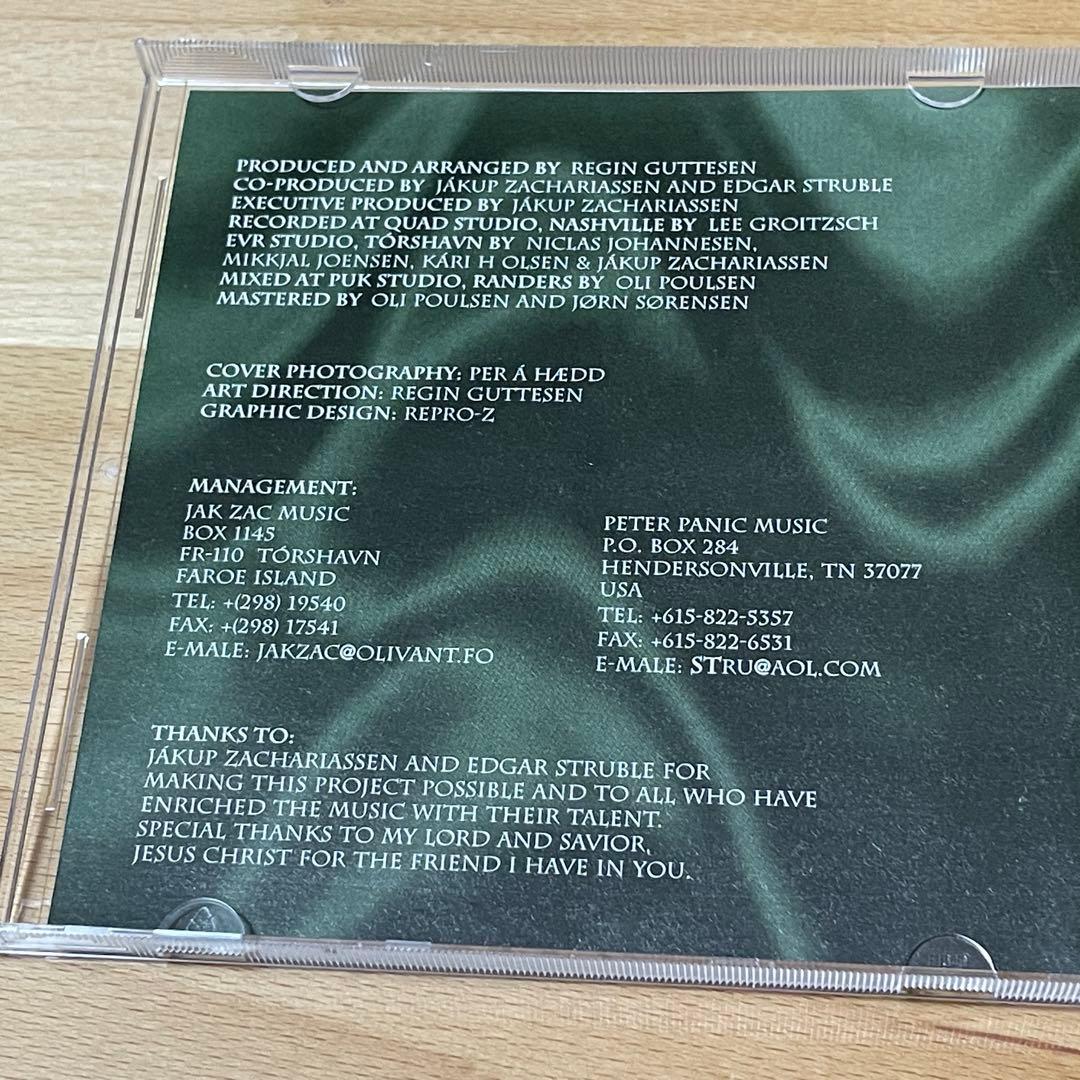 PRODUCED AND ARRANGED BY REGIN GUTTESEN
CO-PRODUCED BY JÁKUP ZACHARIASSEN AND EDGAR STRUBLE
EXECUTIVE PRODUCED BY JÁKUP ZACHARIASSEN
RECORDED AT QUAD STUDIO, NASHVILLE BY LEE GROITZSCH
EVR STUDIO, TÓRSHAVN BY NICLAS JOHANNESEN,
MIKKJAL JOENSEN, KÁRI H OLSEN & JÁKUP ZACHARIASSEN
MIXED AT PUK STUDIO, RANDERS BY OLI POULSEN
MASTERED BY OLI POULSEN AND JØRN SØRENSEN
COVER PHOTOGRAPHY: PER Á HÆDD
ART DIRECTION: REGIN GUTTESEN
GRAPHIC DESIGN: REPRO-Z
MANAGEMENT:
JAK ZAC MUSIC
BOX 1145
FR-110 TÓRSHAVN
FAROE ISLAND
TEL: +(298) 19540
FAX: +(298) 17541
E-MALE: JAKZAC@OLIVANT.FO
PETER PANIC MUSIC
P.O. BOX 284
HENDERSONVILLE, TN 37077
USA
TEL: +615-822-5357
FAX: +615-822-6531
E-MALE: STRU@AOL.COM
THANKS TO:
JÁKUP ZACHARIASSEN AND EDGAR STRUBLE FOR
MAKING THIS PROJECT POSSIBLE AND TO ALL WHO HAVE
ENRICHED THE MUSIC WITH THEIR TALENT.
SPECIAL THANKS TO MY LORD AND SAVIOR,
JESUS CHRIST FOR THE FRIEND I HAVE IN YOU.